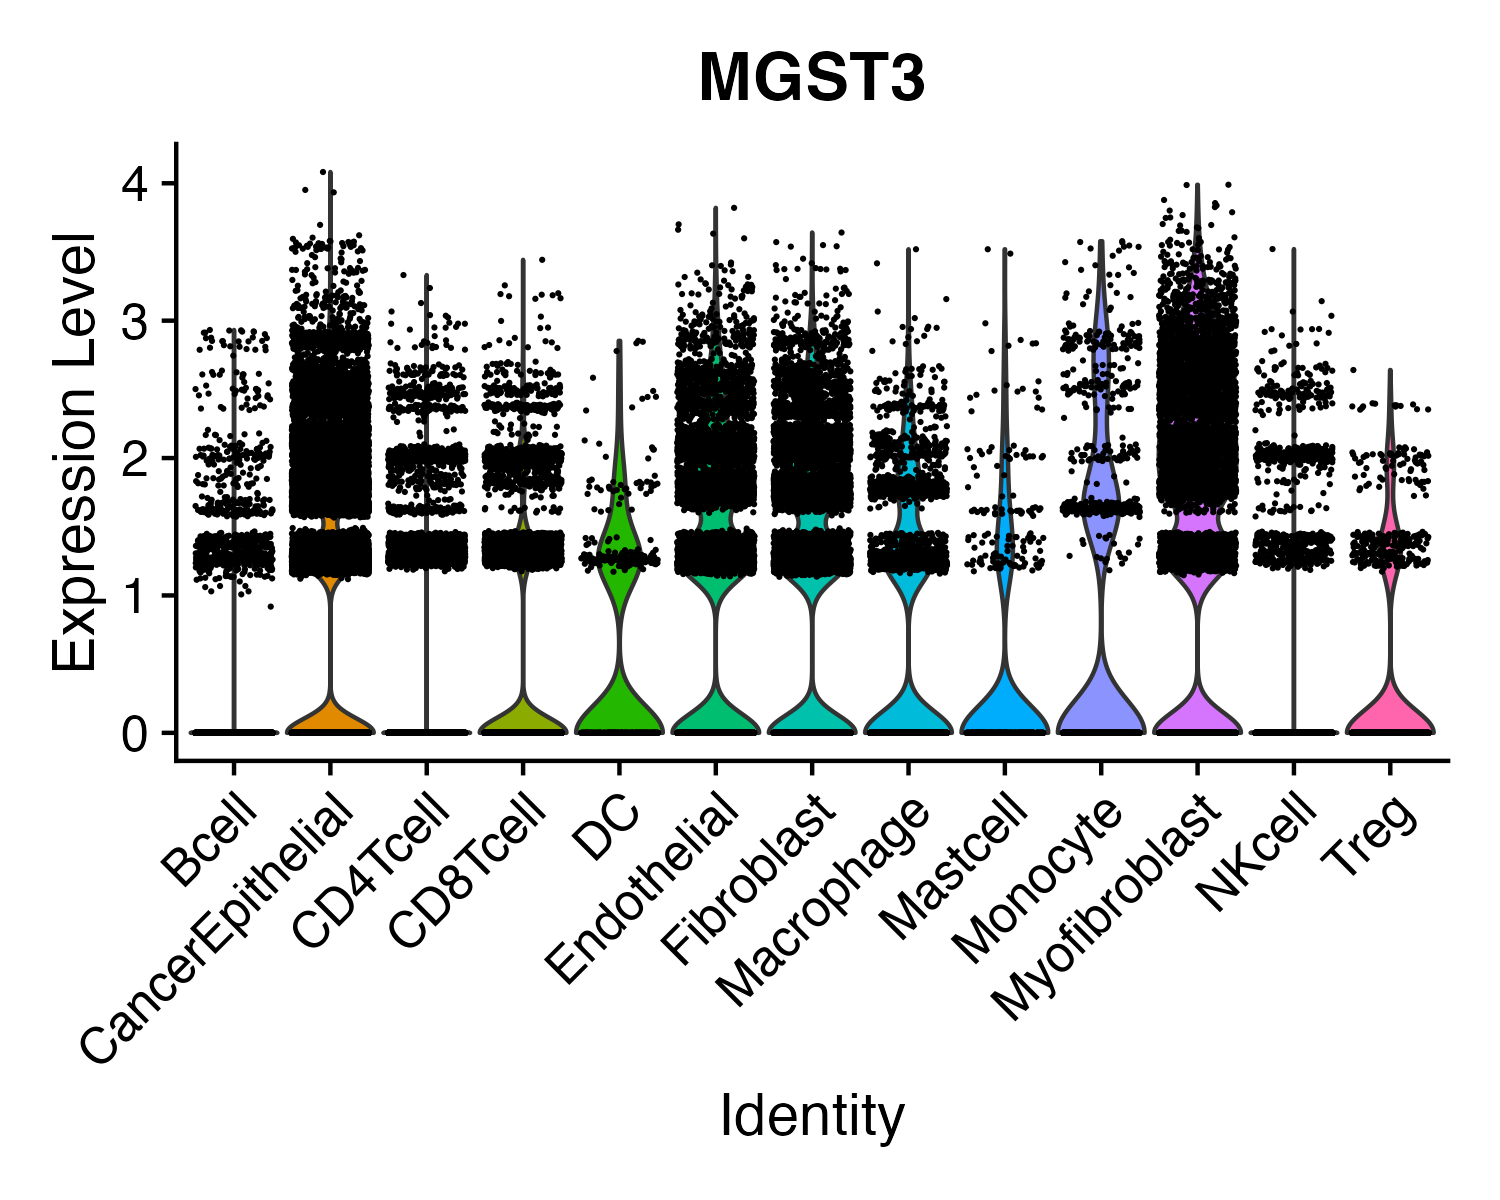 MGST3
Expression Level
4
3
2
1
0
Bcell
CancerEpithelial
CD4Tcell
CD8Tcell
DC
Endothelial
Fibroblast
Macrophage
Mastcell
Monocyte
Myofibroblast
NKcell
Treg
Identity